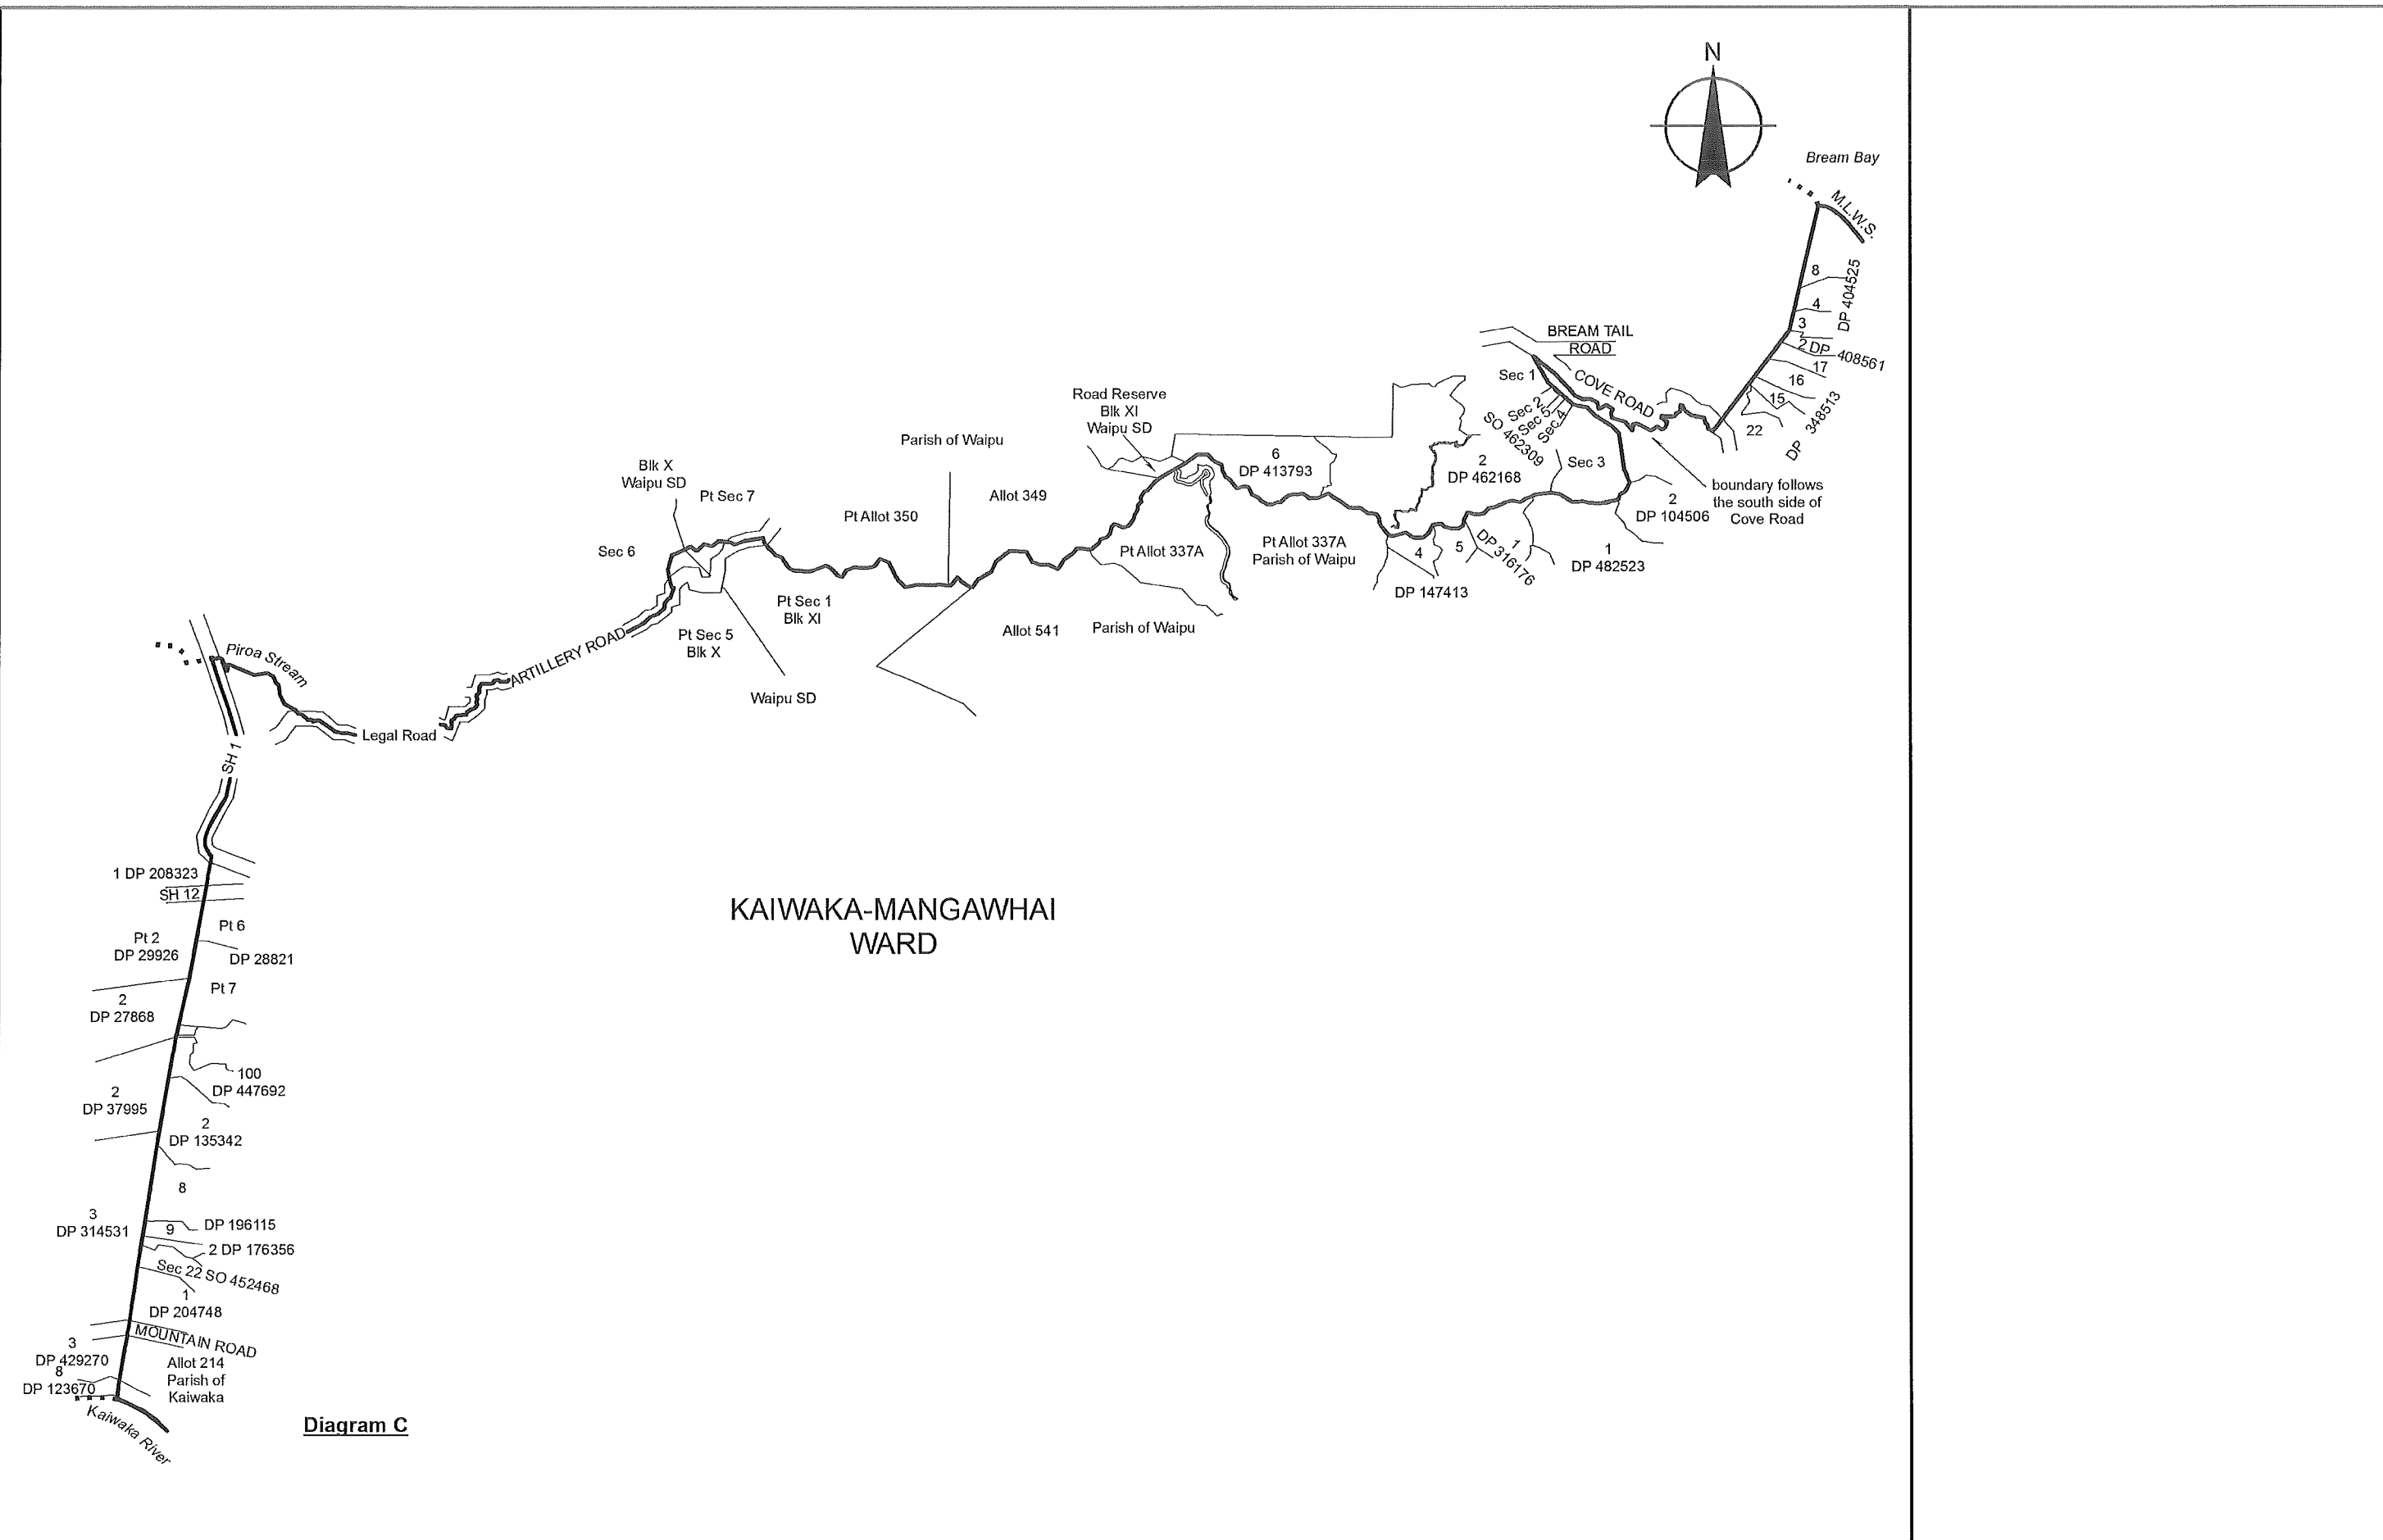 N
Bream Bay
M.L.W.S.
8
DP 404525
4
3
2 DP 408561
17
16
15
DP 348513
22
BREAM TAIL
ROAD
COVE ROAD
Sec 1
Sec 2
Sec 5
Sec 4
SO 462309
Sec 3
boundary follows
the south side of
Cove Road
2
DP 104506
1
DP 482523
2
DP 462168
1
DP 316176
5
4
DP 147413
6
DP 413793
Pt Allot 337A
Parish of Waipu
Road Reserve
Blk XI
Waipu SD
Pt Allot 337A
Parish of Waipu
Allot 541
Parish of Waipu
Allot 349
Pt Allot 350
Blk X
Waipu SD
Pt Sec 7
Sec 6
Pt Sec 1
Blk XI
Pt Sec 5
Blk X
Waipu SD
ARTILLERY ROAD
Legal Road
Piroa Stream
SH 1
1 DP 208323
SH 12
Pt 6
Pt 2
DP 29926
DP 28821
Pt 7
2
DP 27868
100
DP 447692
2
DP 37995
2
DP 135342
8
3
DP 314531
9
DP 196115
2 DP 176356
Sec 22 SO 452468
1
DP 204748
MOUNTAIN ROAD
3
DP 429270
8
DP 123670
Allot 214
Parish of
Kaiwaka
Kaiwaka River
KAIWAKA-MANGAWHAI
WARD
Diagram C